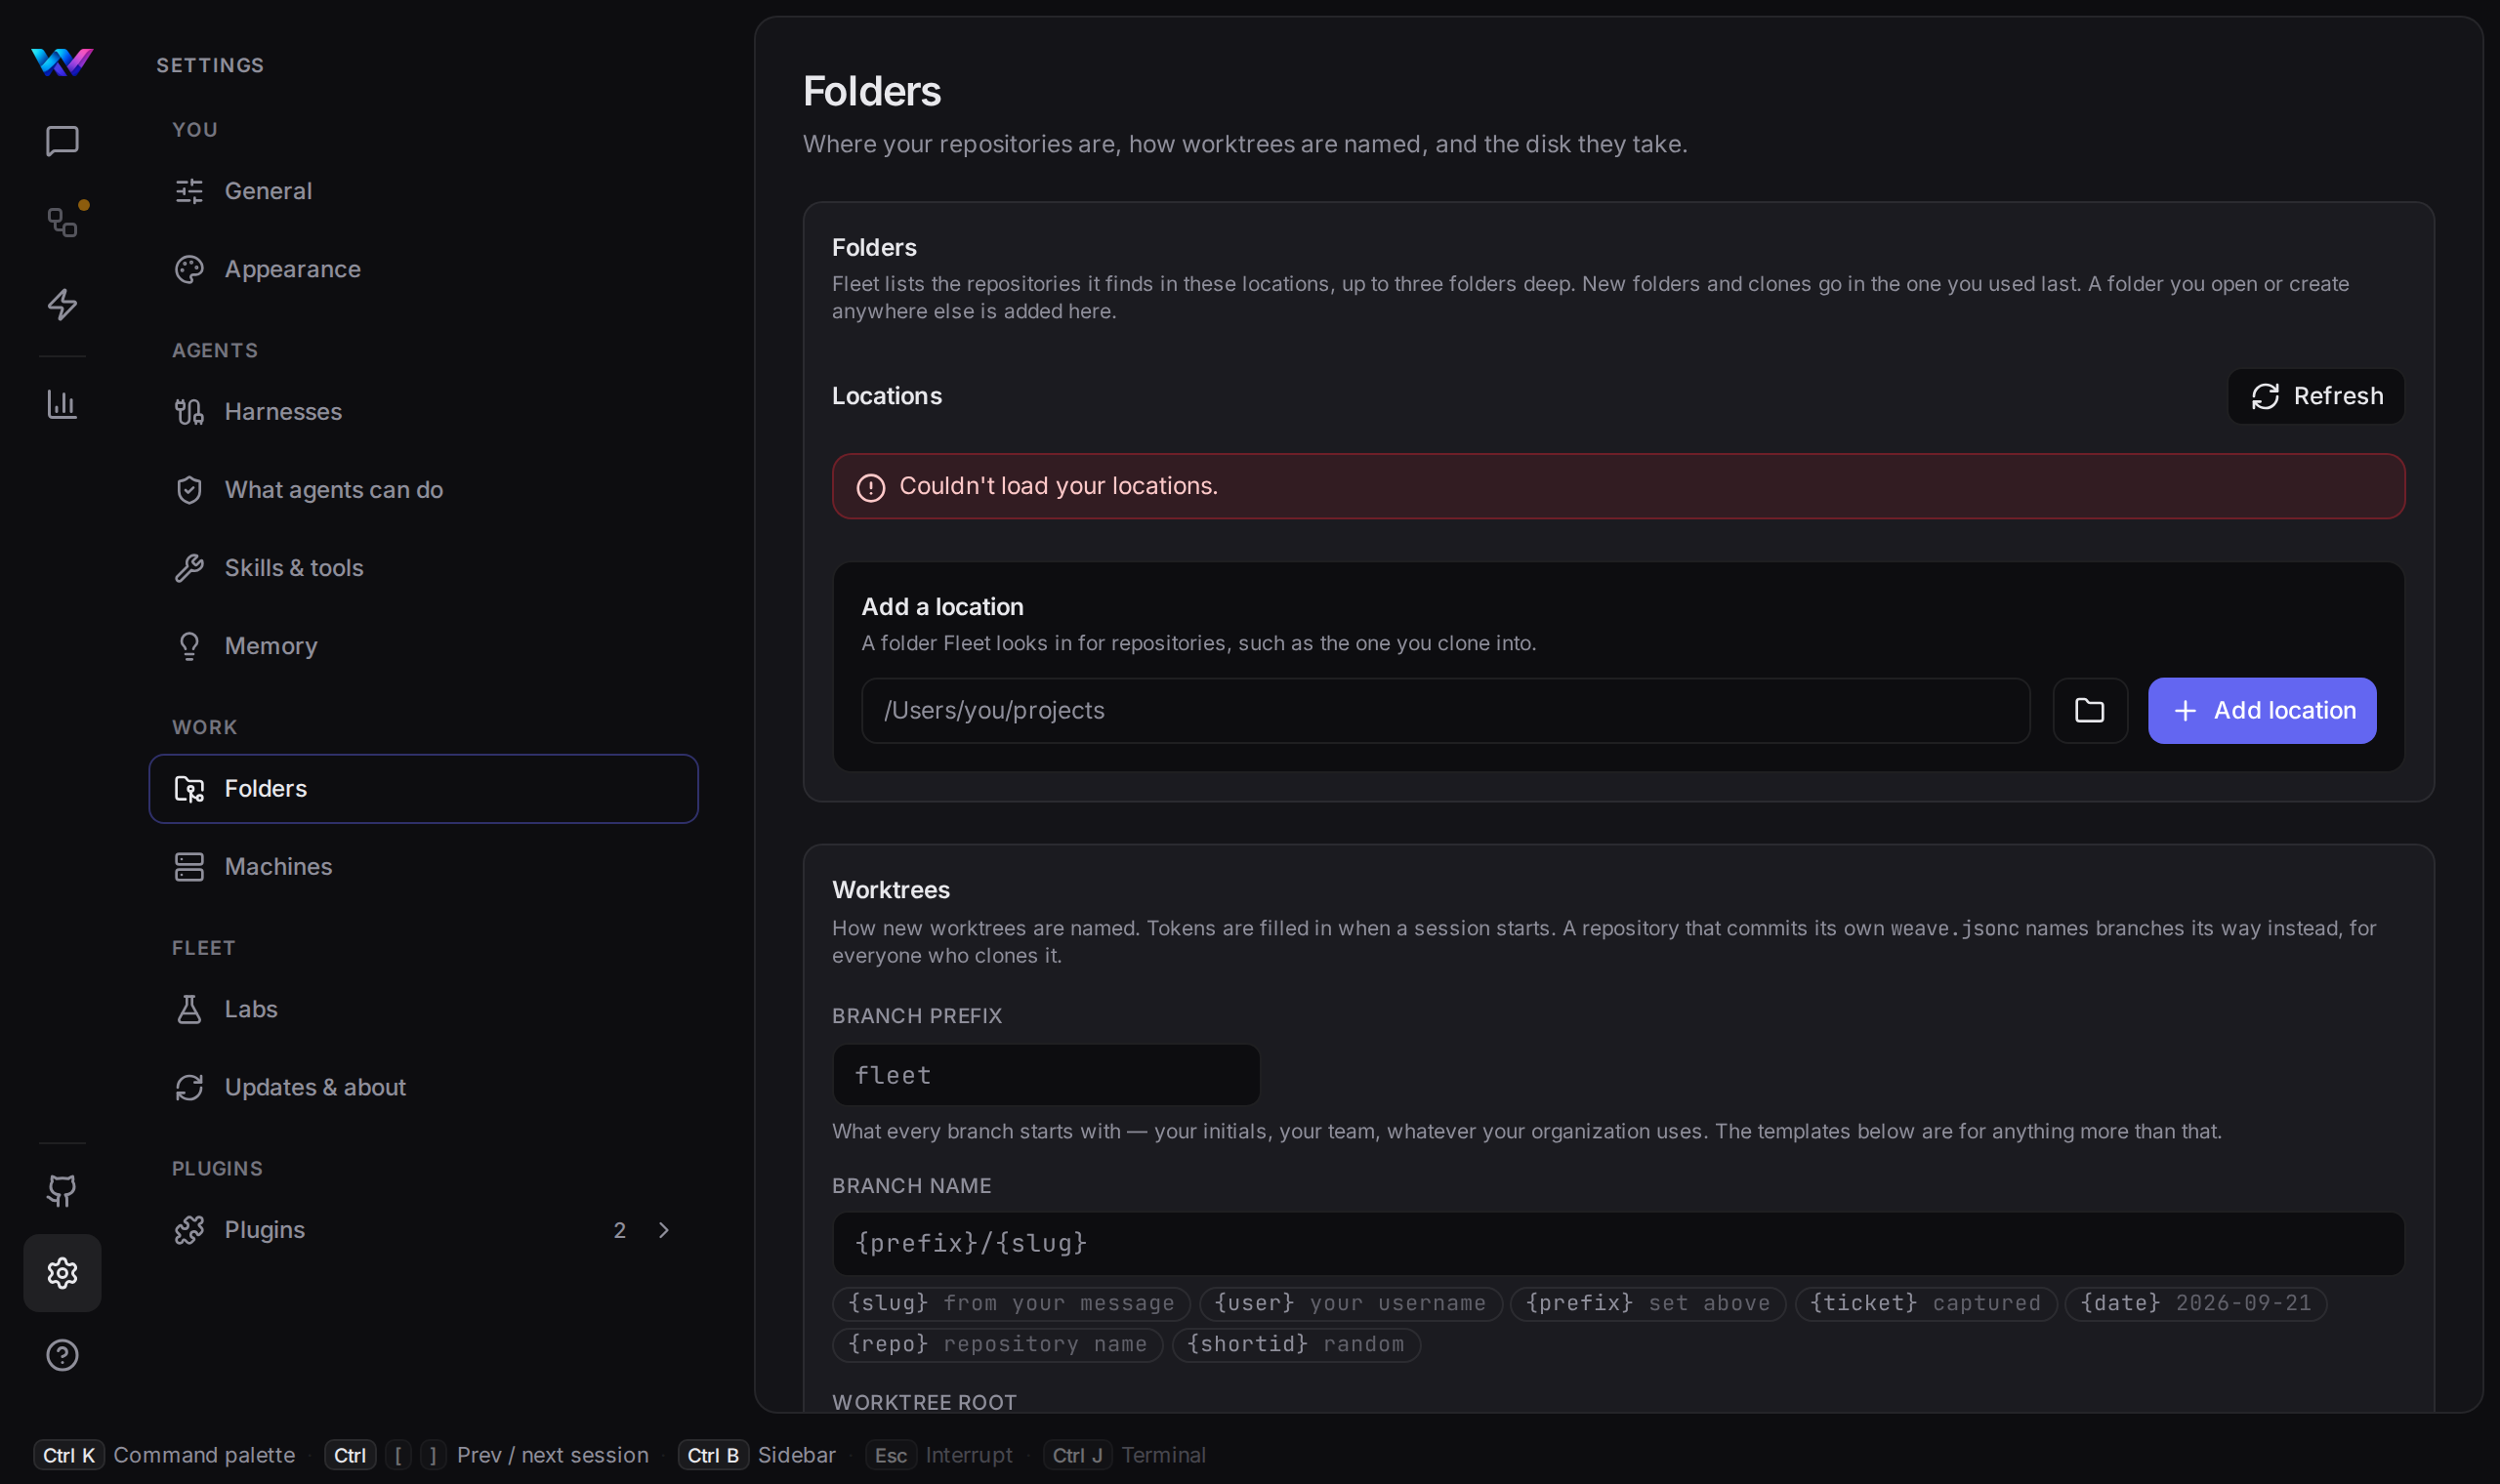 SETTINGS
YOU
General
Appearance
AGENTS
Harnesses
What agents can do
Skills & tools
Memory
WORK
Folders
Machines
FLEET
Labs
Updates & about
PLUGINS
Plugins 2
Folders
Where your repositories are, how worktrees are named, and the disk they take.
Folders
Fleet lists the repositories it finds in these locations, up to three folders deep. New folders and clones go in the one you used last. A folder you open or create
anywhere else is added here.
Locations
Refresh
Couldn't load your locations.
Add a location
A folder Fleet looks in for repositories, such as the one you clone into.
/Users/you/projects
Add location
Worktrees
How new worktrees are named. Tokens are filled in when a session starts. A repository that commits its own weave.jsonc names branches its way instead, for
everyone who clones it.
BRANCH PREFIX
fleet
What every branch starts with — your initials, your team, whatever your organization uses. The templates below are for anything more than that.
BRANCH NAME
{prefix}/{slug}
{slug} from your message {user} your username {prefix} set above {ticket} captured {date} 2026-09-21
{repo} repository name {shortid} random
WORKTREE ROOT
Ctrl K Command palette · Ctrl [ ] Prev / next session · Ctrl B Sidebar · Esc Interrupt · Ctrl J Terminal